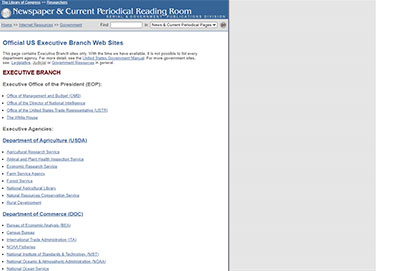 The Library of Congress >> Researchers
Newspaper & Current Periodical Reading Room
SERIAL & GOVERNMENT PUBLICATIONS DIVISION
Home >> Internet Resources >> Government
Find in News & Current Periodical Pages
Official US Executive Branch Web Sites
This page contains Executive Branch sites only. With the time we have available, it is not possible to list every
department agency. For more detail, see the United States Government Manual. For more government sites,
see: Legislative, Judicial or Government Resources in general.
EXECUTIVE BRANCH
Executive Office of the President (EOP):
Office of Management and Budget (OMB)
Office of the Director of National Intelligence
Office of the United States Trade Representative (USTR)
The White House
Executive Agencies:
Department of Agriculture (USDA)
Agricultural Research Service
Animal and Plant Health Inspection Service
Economic Research Service
Farm Service Agency
Forest Service
National Agricultural Library
Natural Resources Conservation Service
Rural Development
Department of Commerce (DOC)
Bureau of Economic Analysis (BEA)
Census Bureau
International Trade Administration (ITA)
NOAA Fisheries
National Institute of Standards & Technology (NIST)
National Oceanic & Atmospheric Administration (NOAA)
National Ocean Service